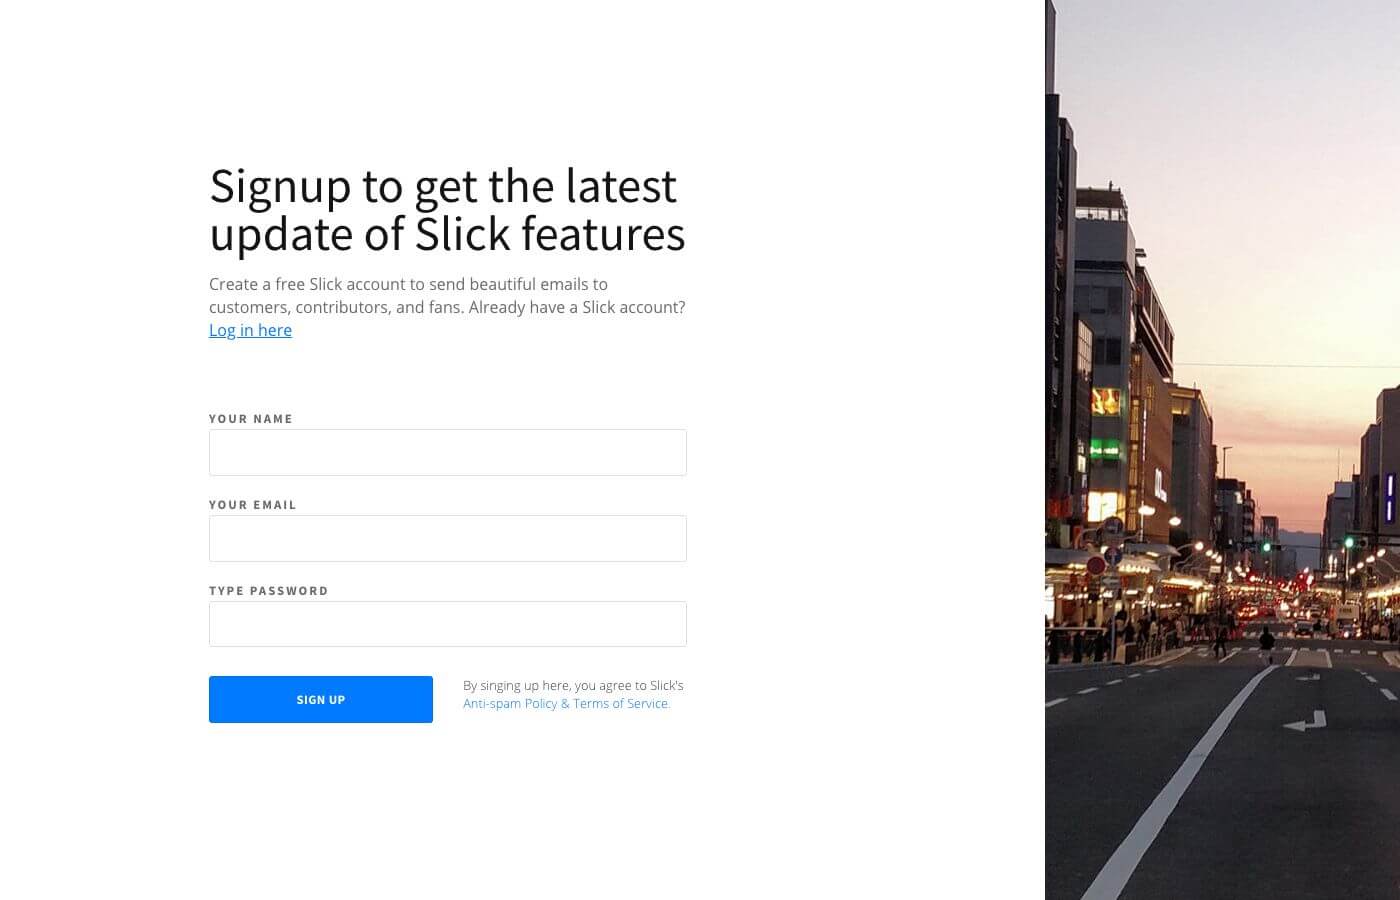 Signup to get the latest
update of Slick features
Create a free Slick account to send beautiful emails to
customers, contributors, and fans. Already have a Slick account?
Log in here
YOUR NAME
YOUR EMAIL
TYPE PASSWORD
SIGN UP
By singing up here, you agree to Slick's
Anti-spam Policy & Terms of Service.